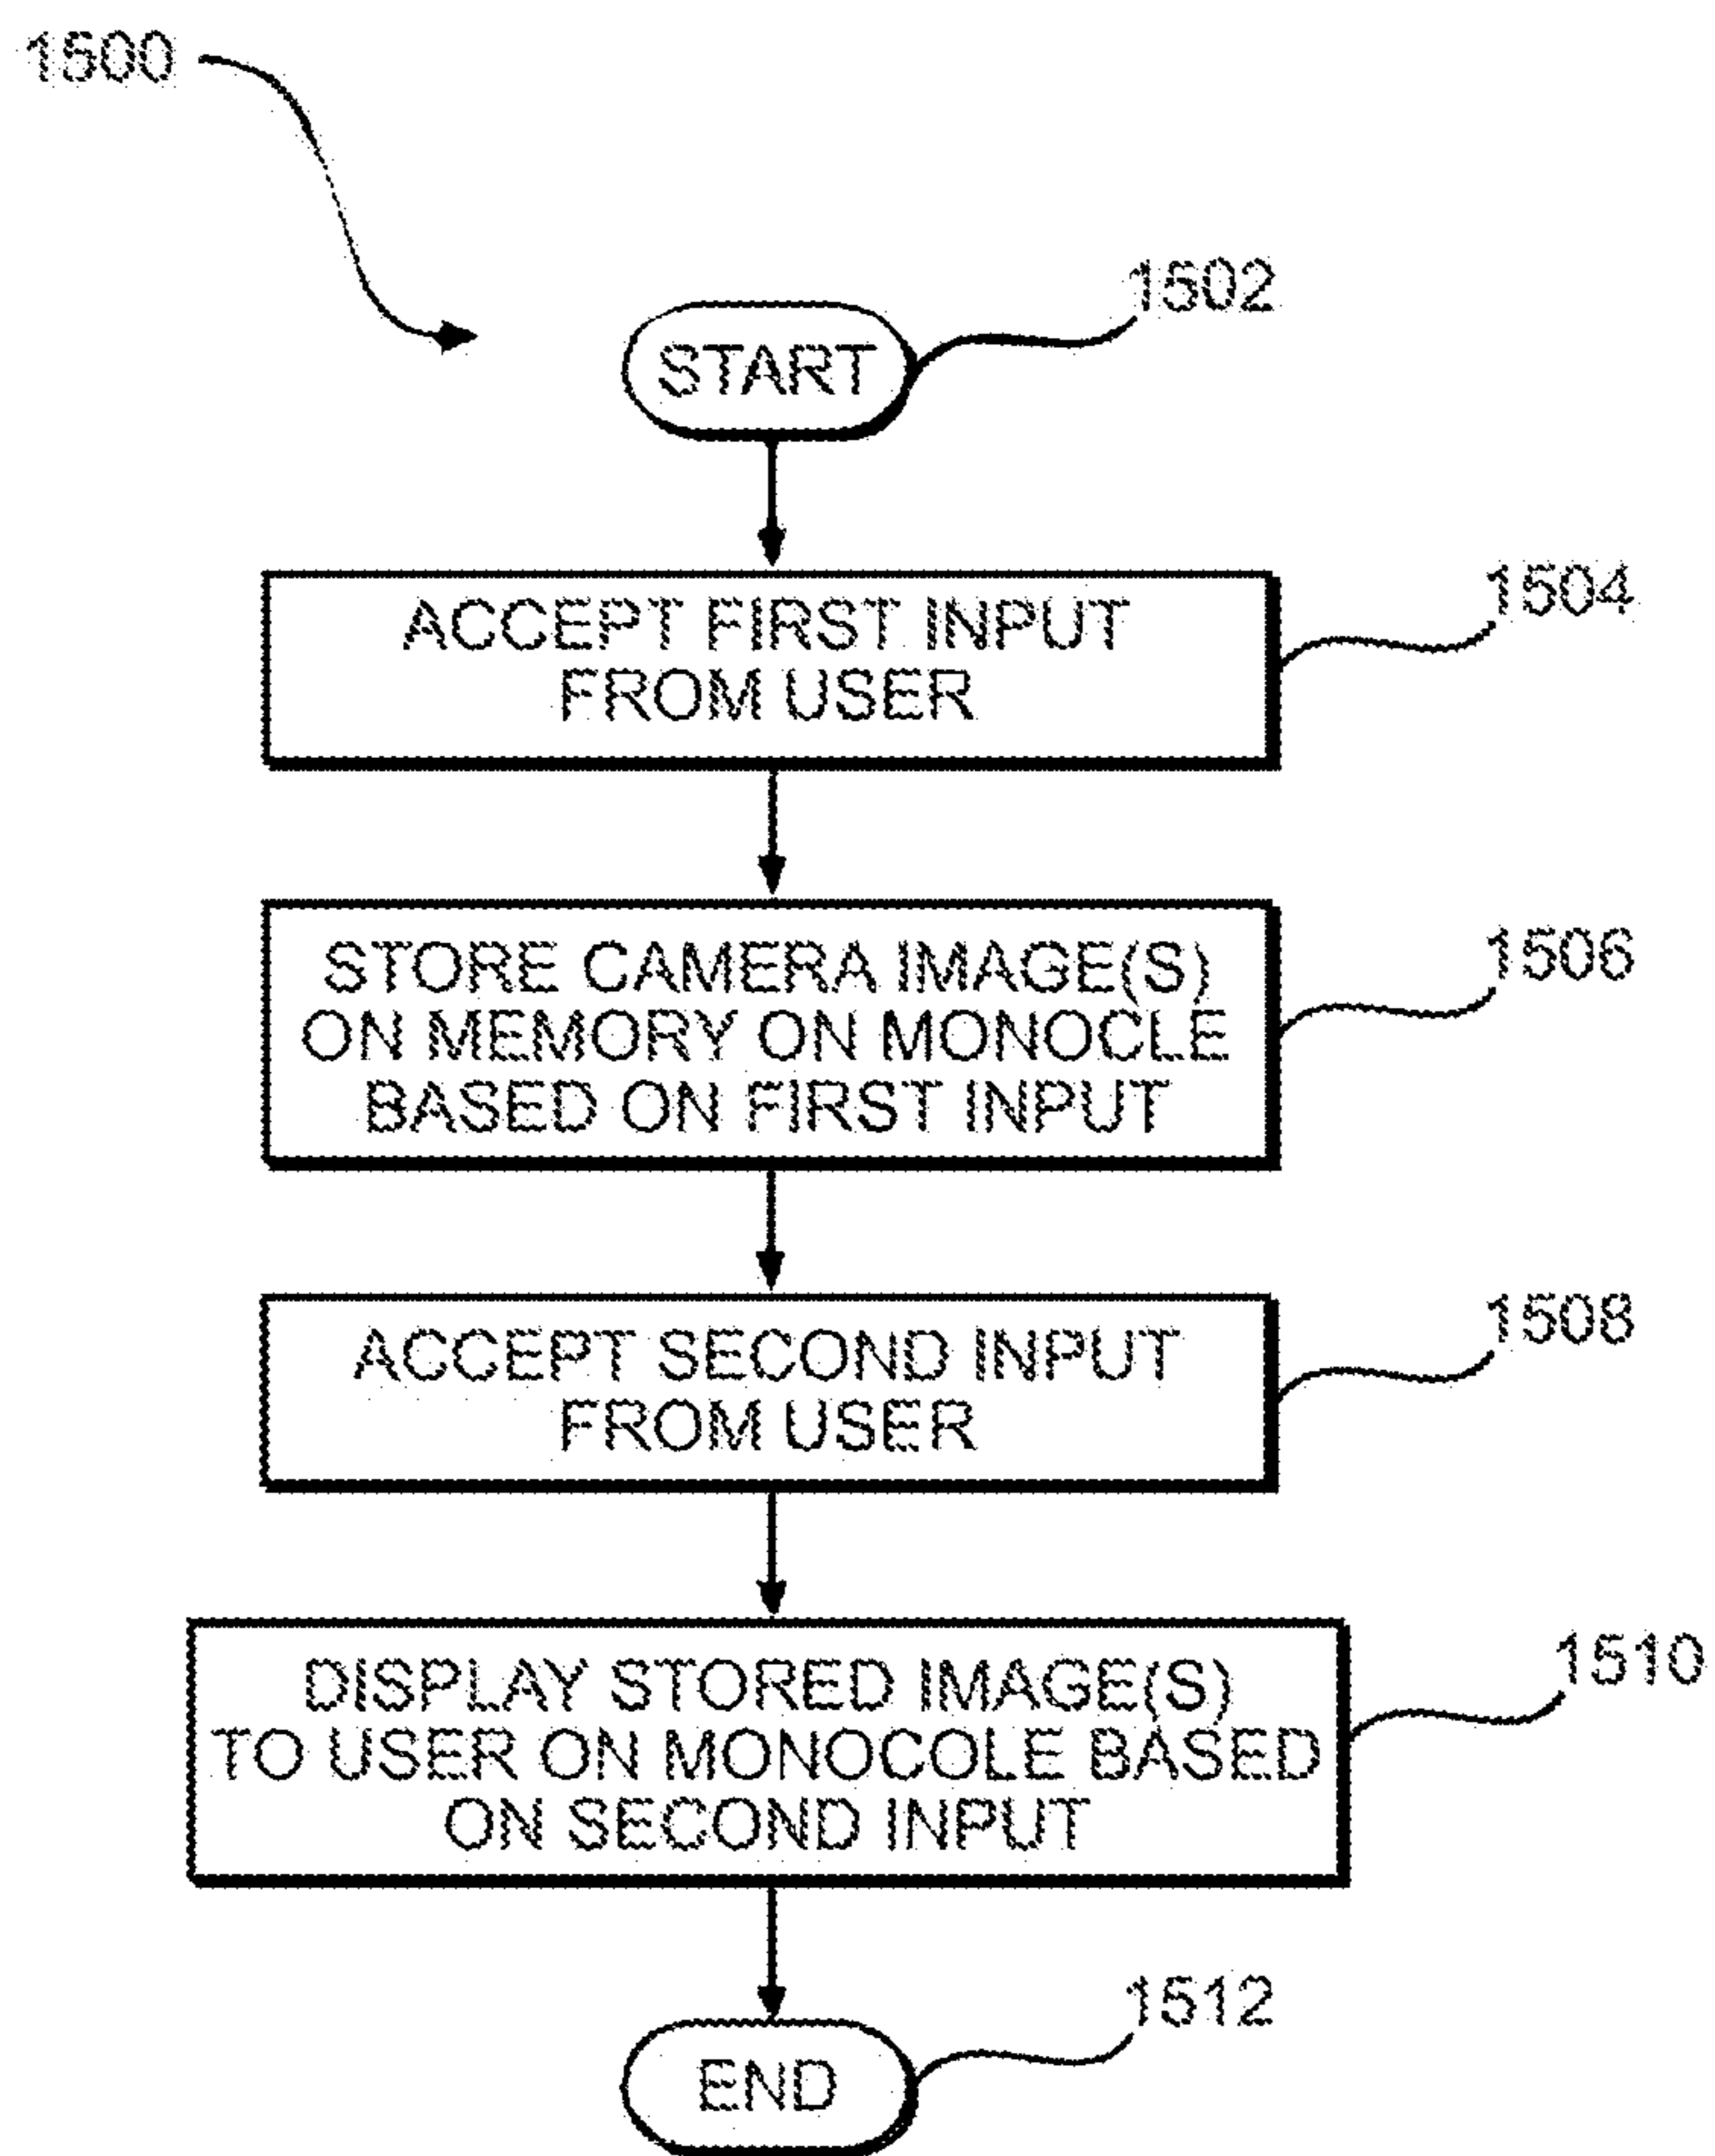 1500
1502
START
1504
ACCEPT FIRST INPUT
FROM USER
1506
STORE CAMERA IMAGE(S)
ON MEMORY ON MONOCLE
BASED ON FIRST INPUT
1508
ACCEPT SECOND INPUT
FROM USER
1510
DISPLAY STORED IMAGE(S)
TO USER ON MONOCOLE BASED
ON SECOND INPUT
1512
END